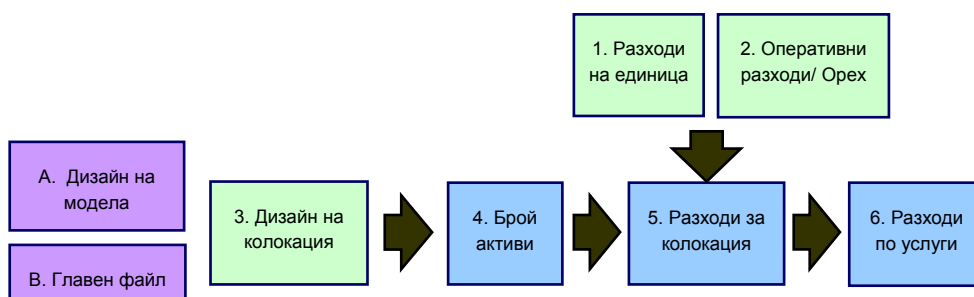 1. Разходи
на единица
2. Оперативни
разходи/ Opex
A. Дизайн на
модела
B. Главен файл
3. Дизайн на
колокация
4. Брой
активи
5. Разходи за
колокация
6. Разходи
по услуги